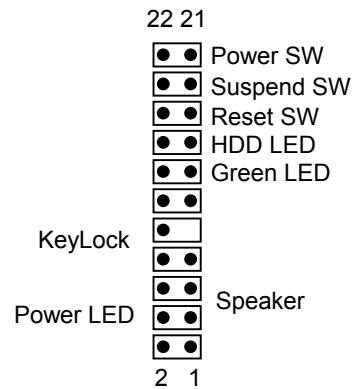 22 21
Power SW
Suspend SW
Reset SW
HDD LED
Green LED
KeyLock
Speaker
Power LED
2 1